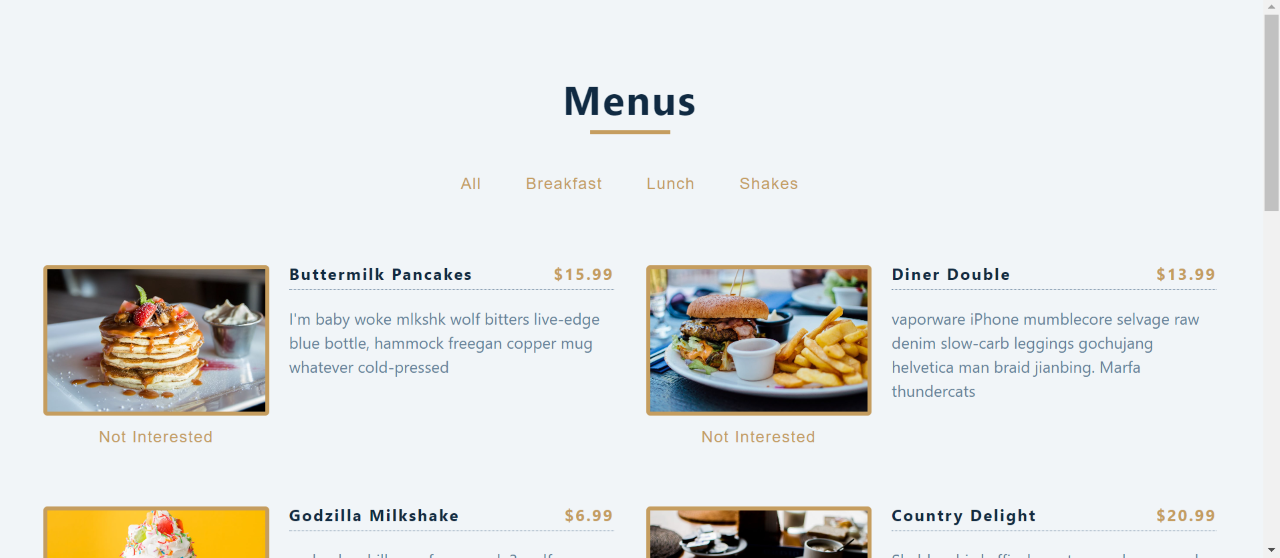 Menus
All Breakfast Lunch Shakes
Buttermilk Pancakes $15.99
I'm baby woke mlkshk wolf bitters live-edge
blue bottle, hammock freegan copper mug
whatever cold-pressed
Not Interested
Diner Double $13.99
vaporware iPhone mumblecore selvage raw
denim slow-carb leggings gochujang
helvetica man braid jianbing. Marfa
thundercats
Not Interested
Godzilla Milkshake $6.99
Country Delight $20.99